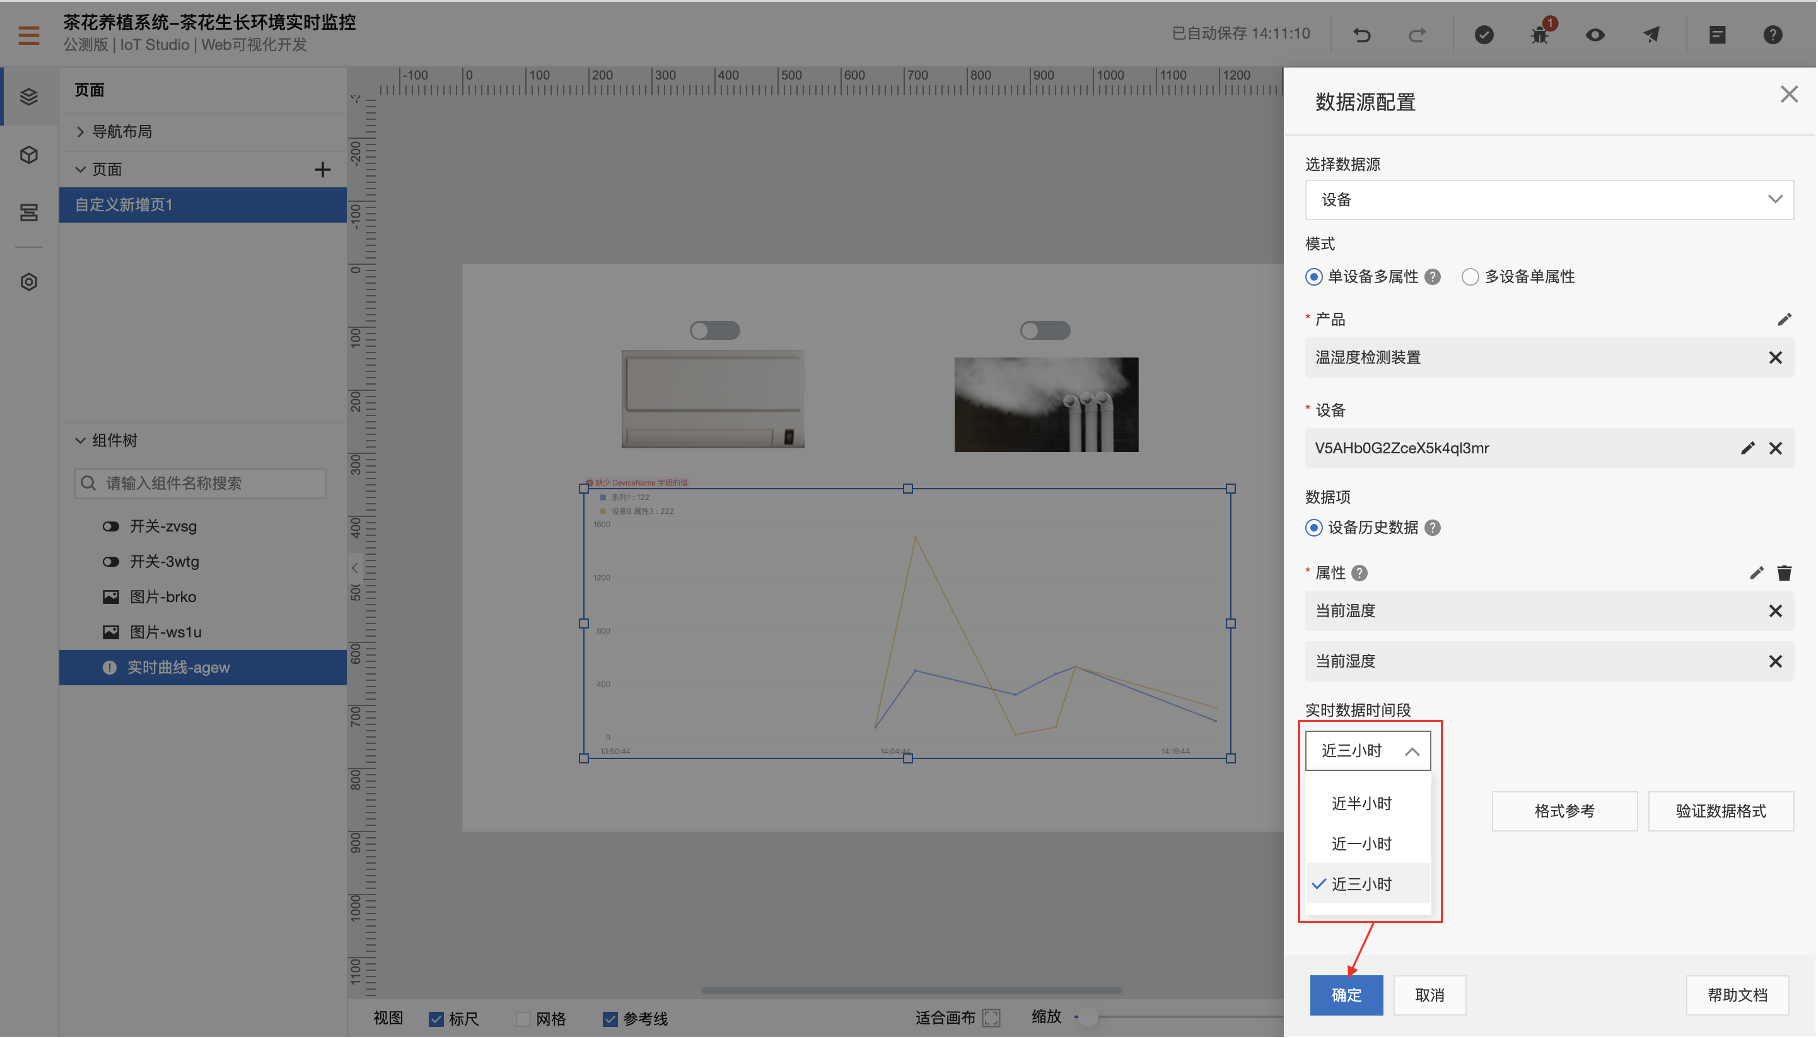 茶花养植系统-茶花生长环境实时监控
公测版 | IoT Studio | Web可视化开发
已自动保存 14:11:10
1
页面
导航布局
页面
自定义新增页1
组件树
请输入组件名称搜索
开关-zvsg
开关-3wtg
图片-brko
图片-ws1u
实时曲线-agew
-100 0 100 200 300 400 500 600 700 800 900 1000 1100 1200
-200
-100
0
100
200
300
400
500
600
700
800
900
1000
1100
缺少 DeviceName 字段的值
系列1 : 122
设备B 属性3 : 222
1600
1200
800
400
0
13:50:44 14:04:44 14:18:44
视图 标尺 网格 参考线 适合画布 缩放
数据源配置
选择数据源
设备
模式
单设备多属性 ? 多设备单属性
* 产品
温湿度检测装置
* 设备
V5AHb0G2ZceX5k4ql3mr
数据项
设备历史数据 ?
* 属性 ?
当前温度
当前湿度
实时数据时间段
近三小时
近半小时
近一小时
近三小时
格式参考 验证数据格式
确定 取消 帮助文档